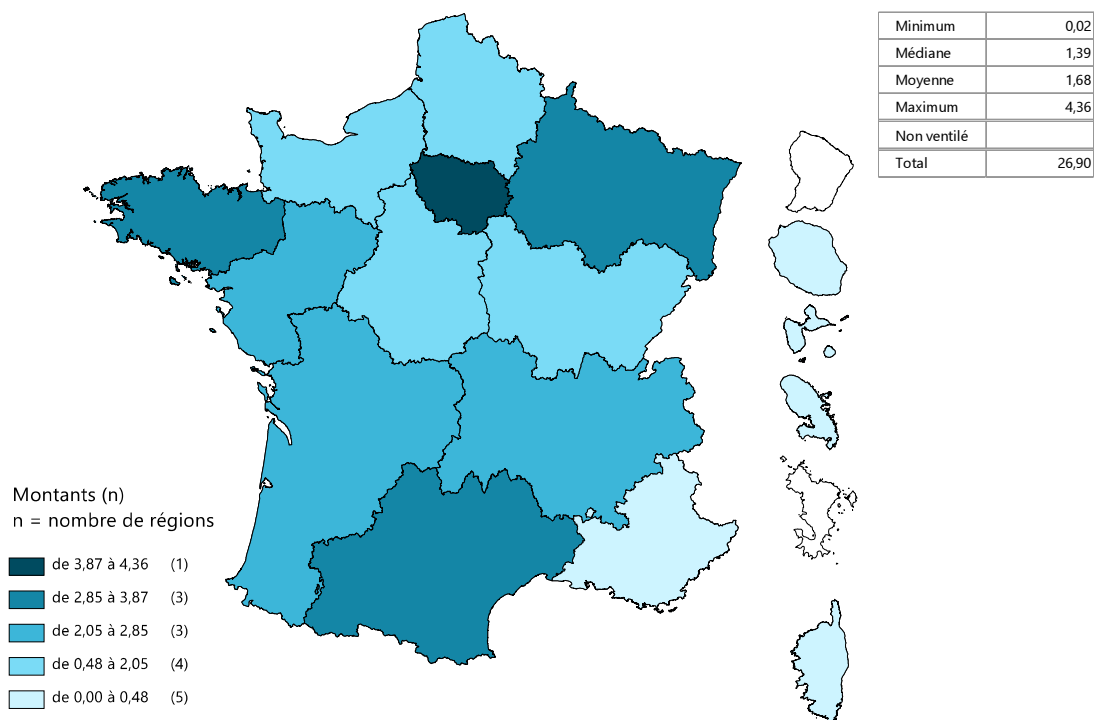 Minimum 0,02
Médiane 1,39
Moyenne 1,68
Maximum 4,36
Non ventilé
Total 26,90
Montants (n)
n = nombre de régions
de 3,87 à 4,36 (1)
de 2,85 à 3,87 (3)
de 2,05 à 2,85 (3)
de 0,48 à 2,05 (4)
de 0,00 à 0,48 (5)